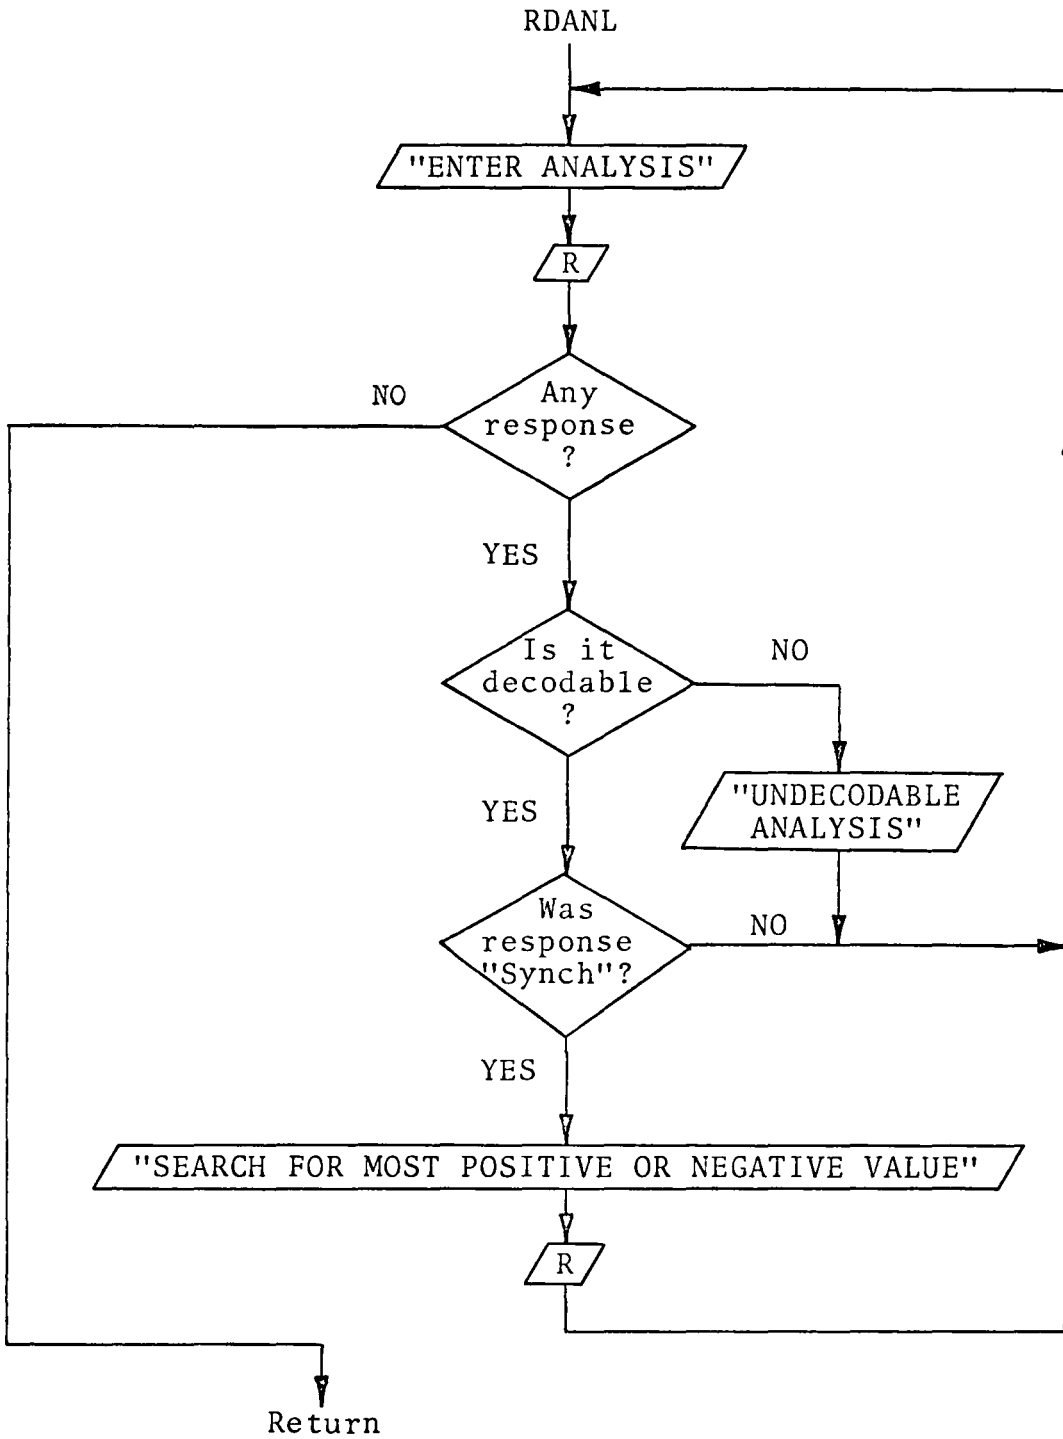 RDANL
"ENTER ANALYSIS"
R
Any
response
?
NO
YES
Is it
decodable
?
NO
YES
"UNDECODABLE
ANALYSIS"
Was
response
"Synch"?
NO
YES
"SEARCH FOR MOST POSITIVE OR NEGATIVE VALUE"
R
Return